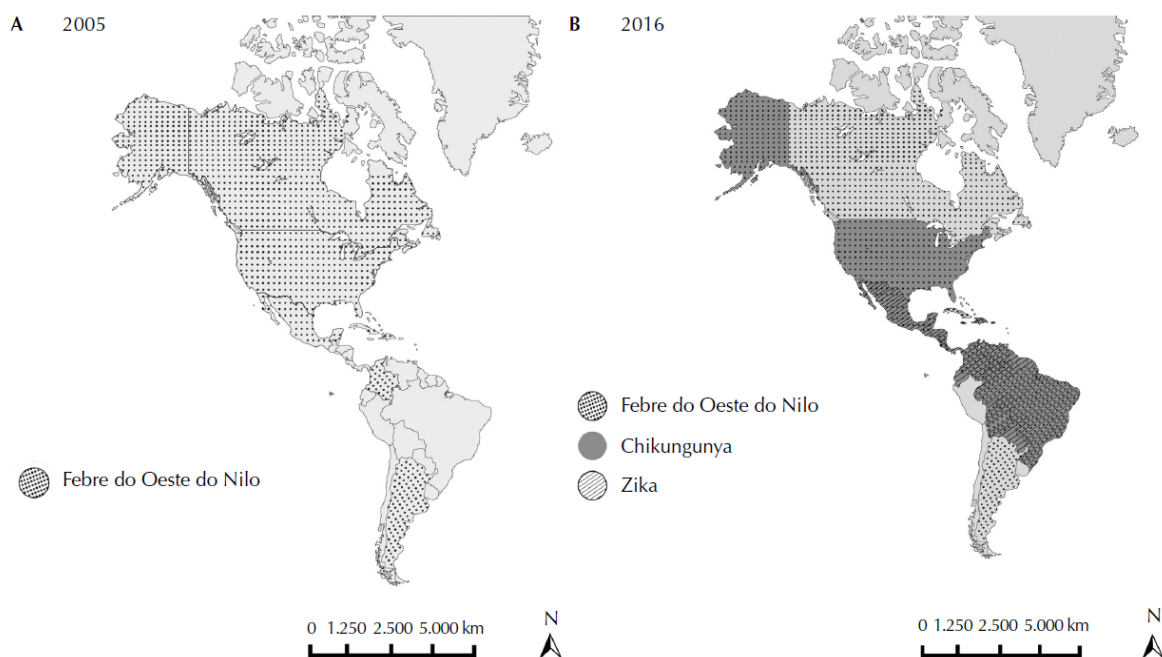 A 2005
Febre do Oeste do Nilo
0 1.250 2.500 5.000 km
N
B 2016
Febre do Oeste do Nilo
Chikungunya
Zika
0 1.250 2.500 5.000 km
N